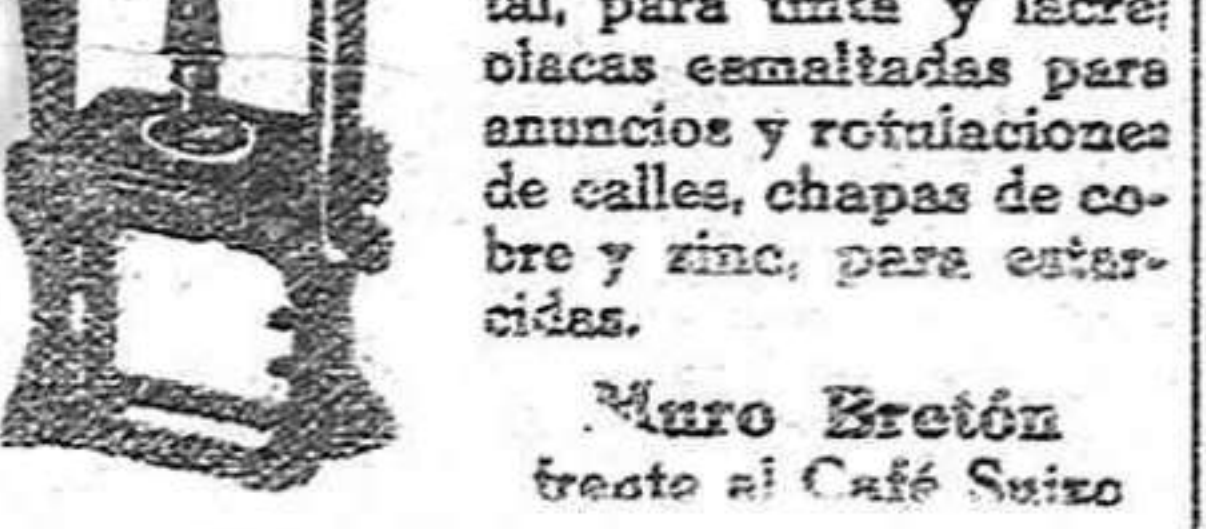 tal, para tinta y lacre;
placas esmaltadas para
anuncios y rotulaciones
de calles, chapas de co-
bre y zinc, para estar-
cidas.
Muro Bretón
frente al Café Suizo